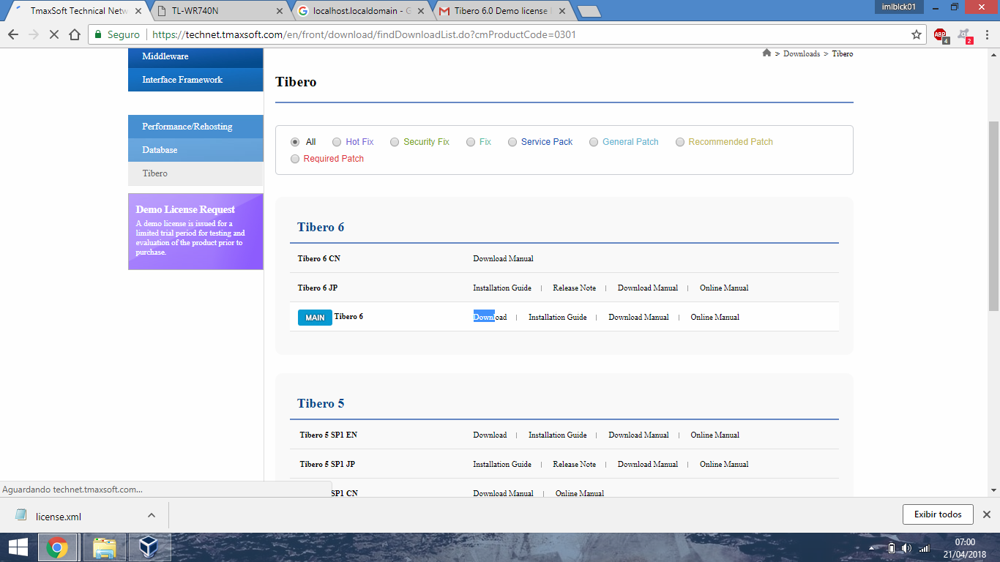 TmaxSoft Technical Netw
TL-WR740N
localhost.localdomain - G
Tibero 6.0 Demo license
imlblck01
Seguro
https://technet.tmaxsoft.com/en/front/download/findDownloadList.do?cmProductCode=0301
ABP
4
2
Middleware
Interface Framework
Performance/Rehosting
Database
Tibero
Demo License Request
A demo license is issued for a
limited trial period for testing and
evaluation of the product prior to
purchase.
> Downloads > Tibero
Tibero
All Hot Fix Security Fix Fix Service Pack General Patch Recommended Patch
Required Patch
Tibero 6
Tibero 6 CN Download Manual
Tibero 6 JP Installation Guide | Release Note | Download Manual | Online Manual
MAIN Tibero 6 Download | Installation Guide | Download Manual | Online Manual
Tibero 5
Tibero 5 SP1 EN Download | Installation Guide | Download Manual | Online Manual
Tibero 5 SP1 JP Installation Guide | Release Note | Download Manual | Online Manual
SP1 CN Download Manual | Online Manual
Aguardando technet.tmaxsoft.com...
license.xml
Exibir todos
07:00
21/04/2018